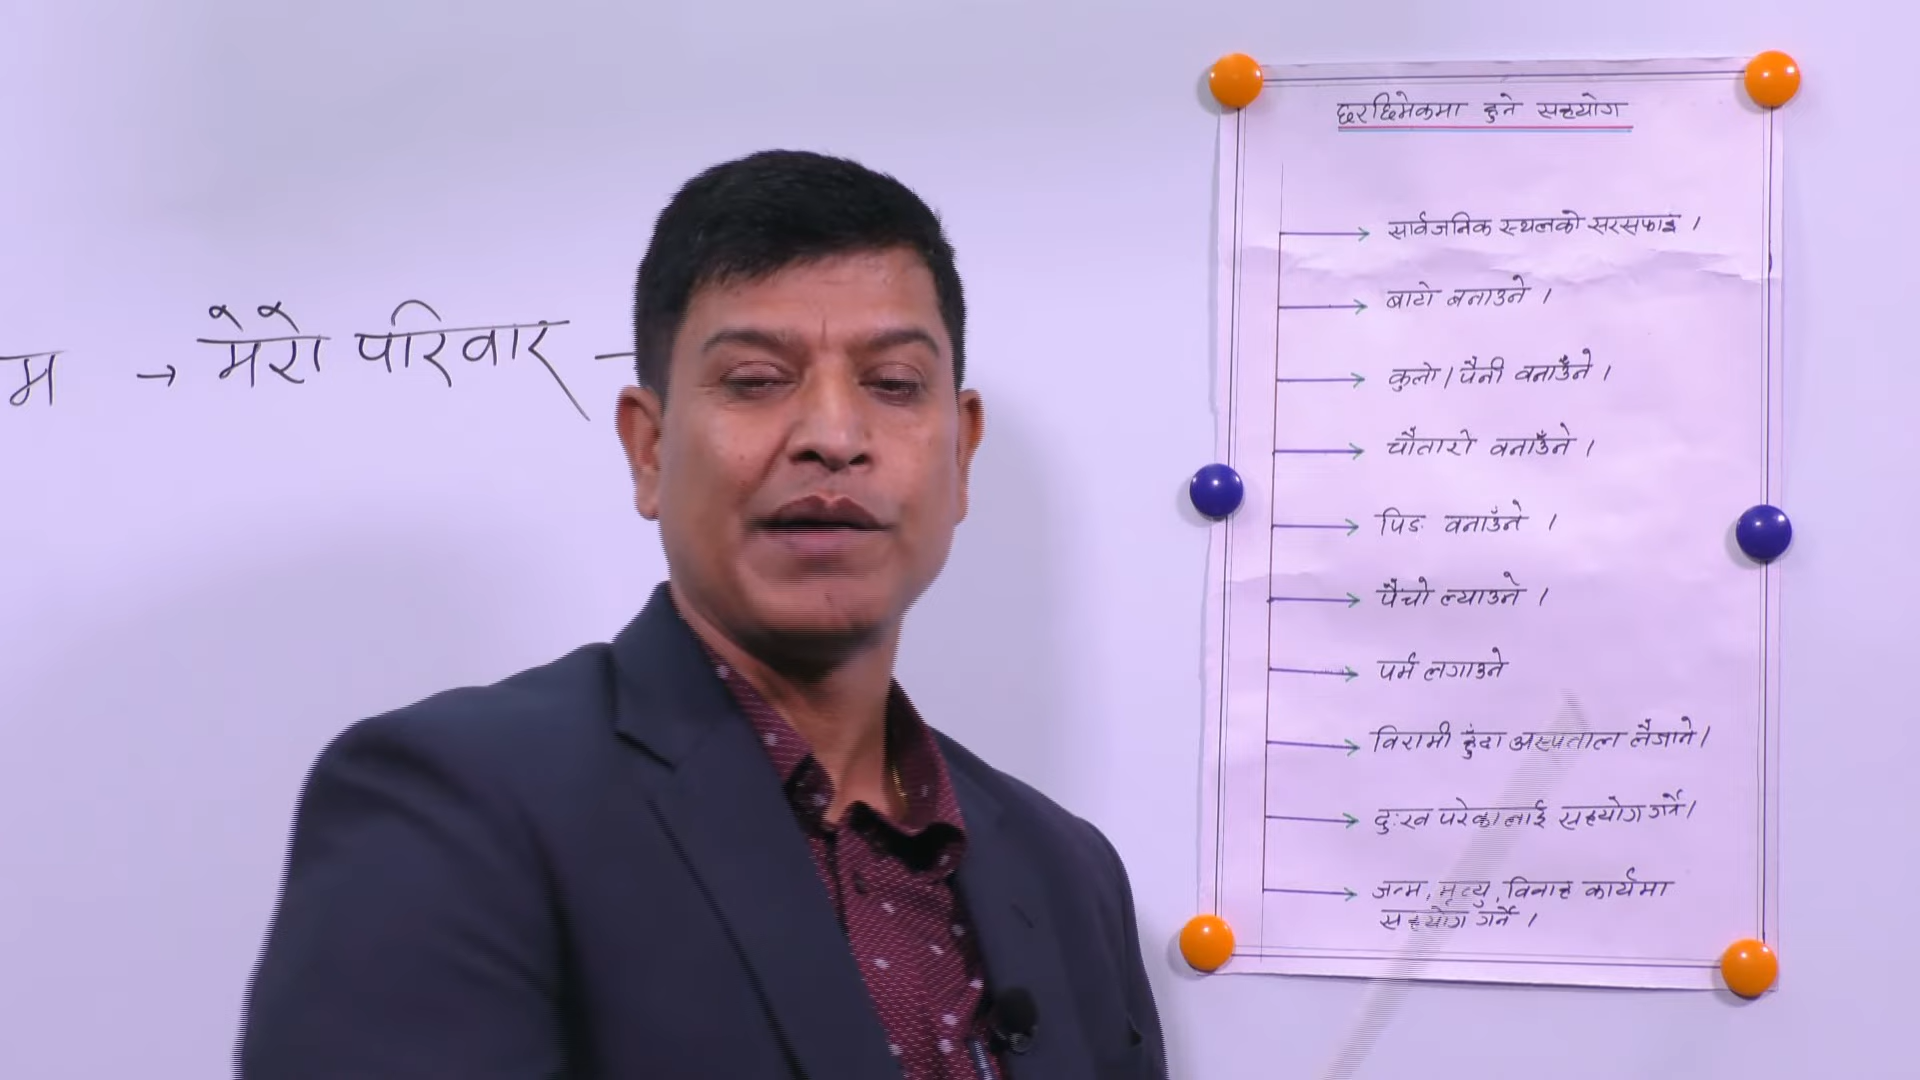 म → मेरो परिवार —
छरछिमेकमा हुने सहयोग
सार्वजनिक स्थलको सरसफाइ ।
बाटो बनाउने ।
कुलो/पैनी बनाउँने ।
चौतारो बनाउँने ।
पिङ बनाउँने ।
पैंचो ल्याउने ।
पर्म लगाउने
विरामी हुँदा अस्पताल लैजाने।
दुःख परेकालाई सहयोग गर्ने।
जन्म, मृत्यु, विवाह कार्यमा
सहयोग गर्ने ।